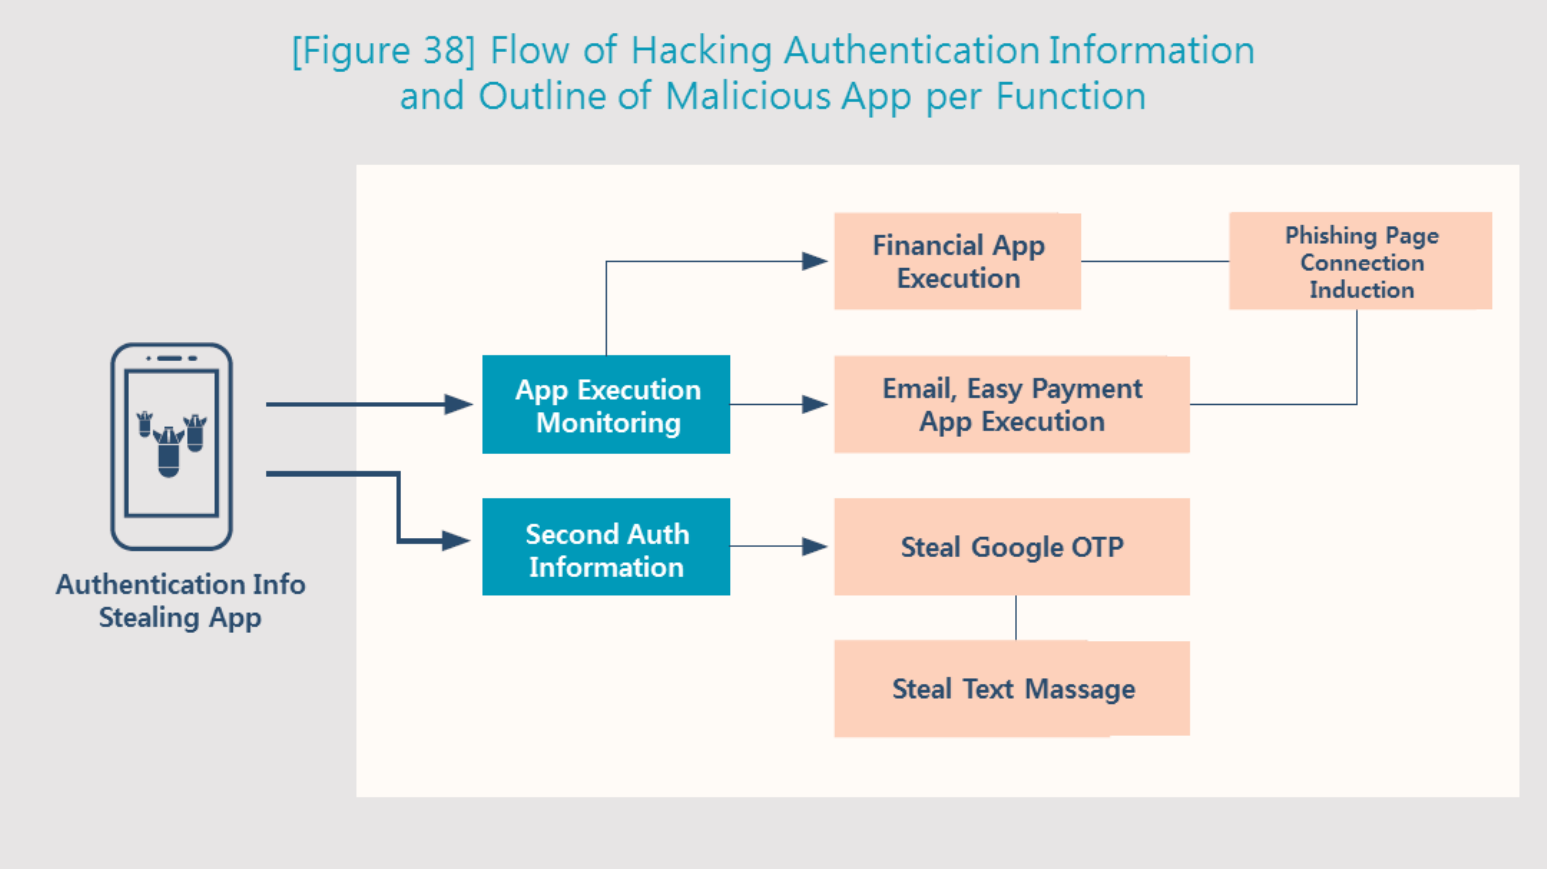 [Figure 38] Flow of Hacking Authentication Information
and Outline of Malicious App per Function
Financial App
Execution
Phishing Page
Connection
Induction
App Execution
Monitoring
Email, Easy Payment
App Execution
Second Auth
Information
Steal Google OTP
Authentication Info
Stealing App
Steal Text Massage